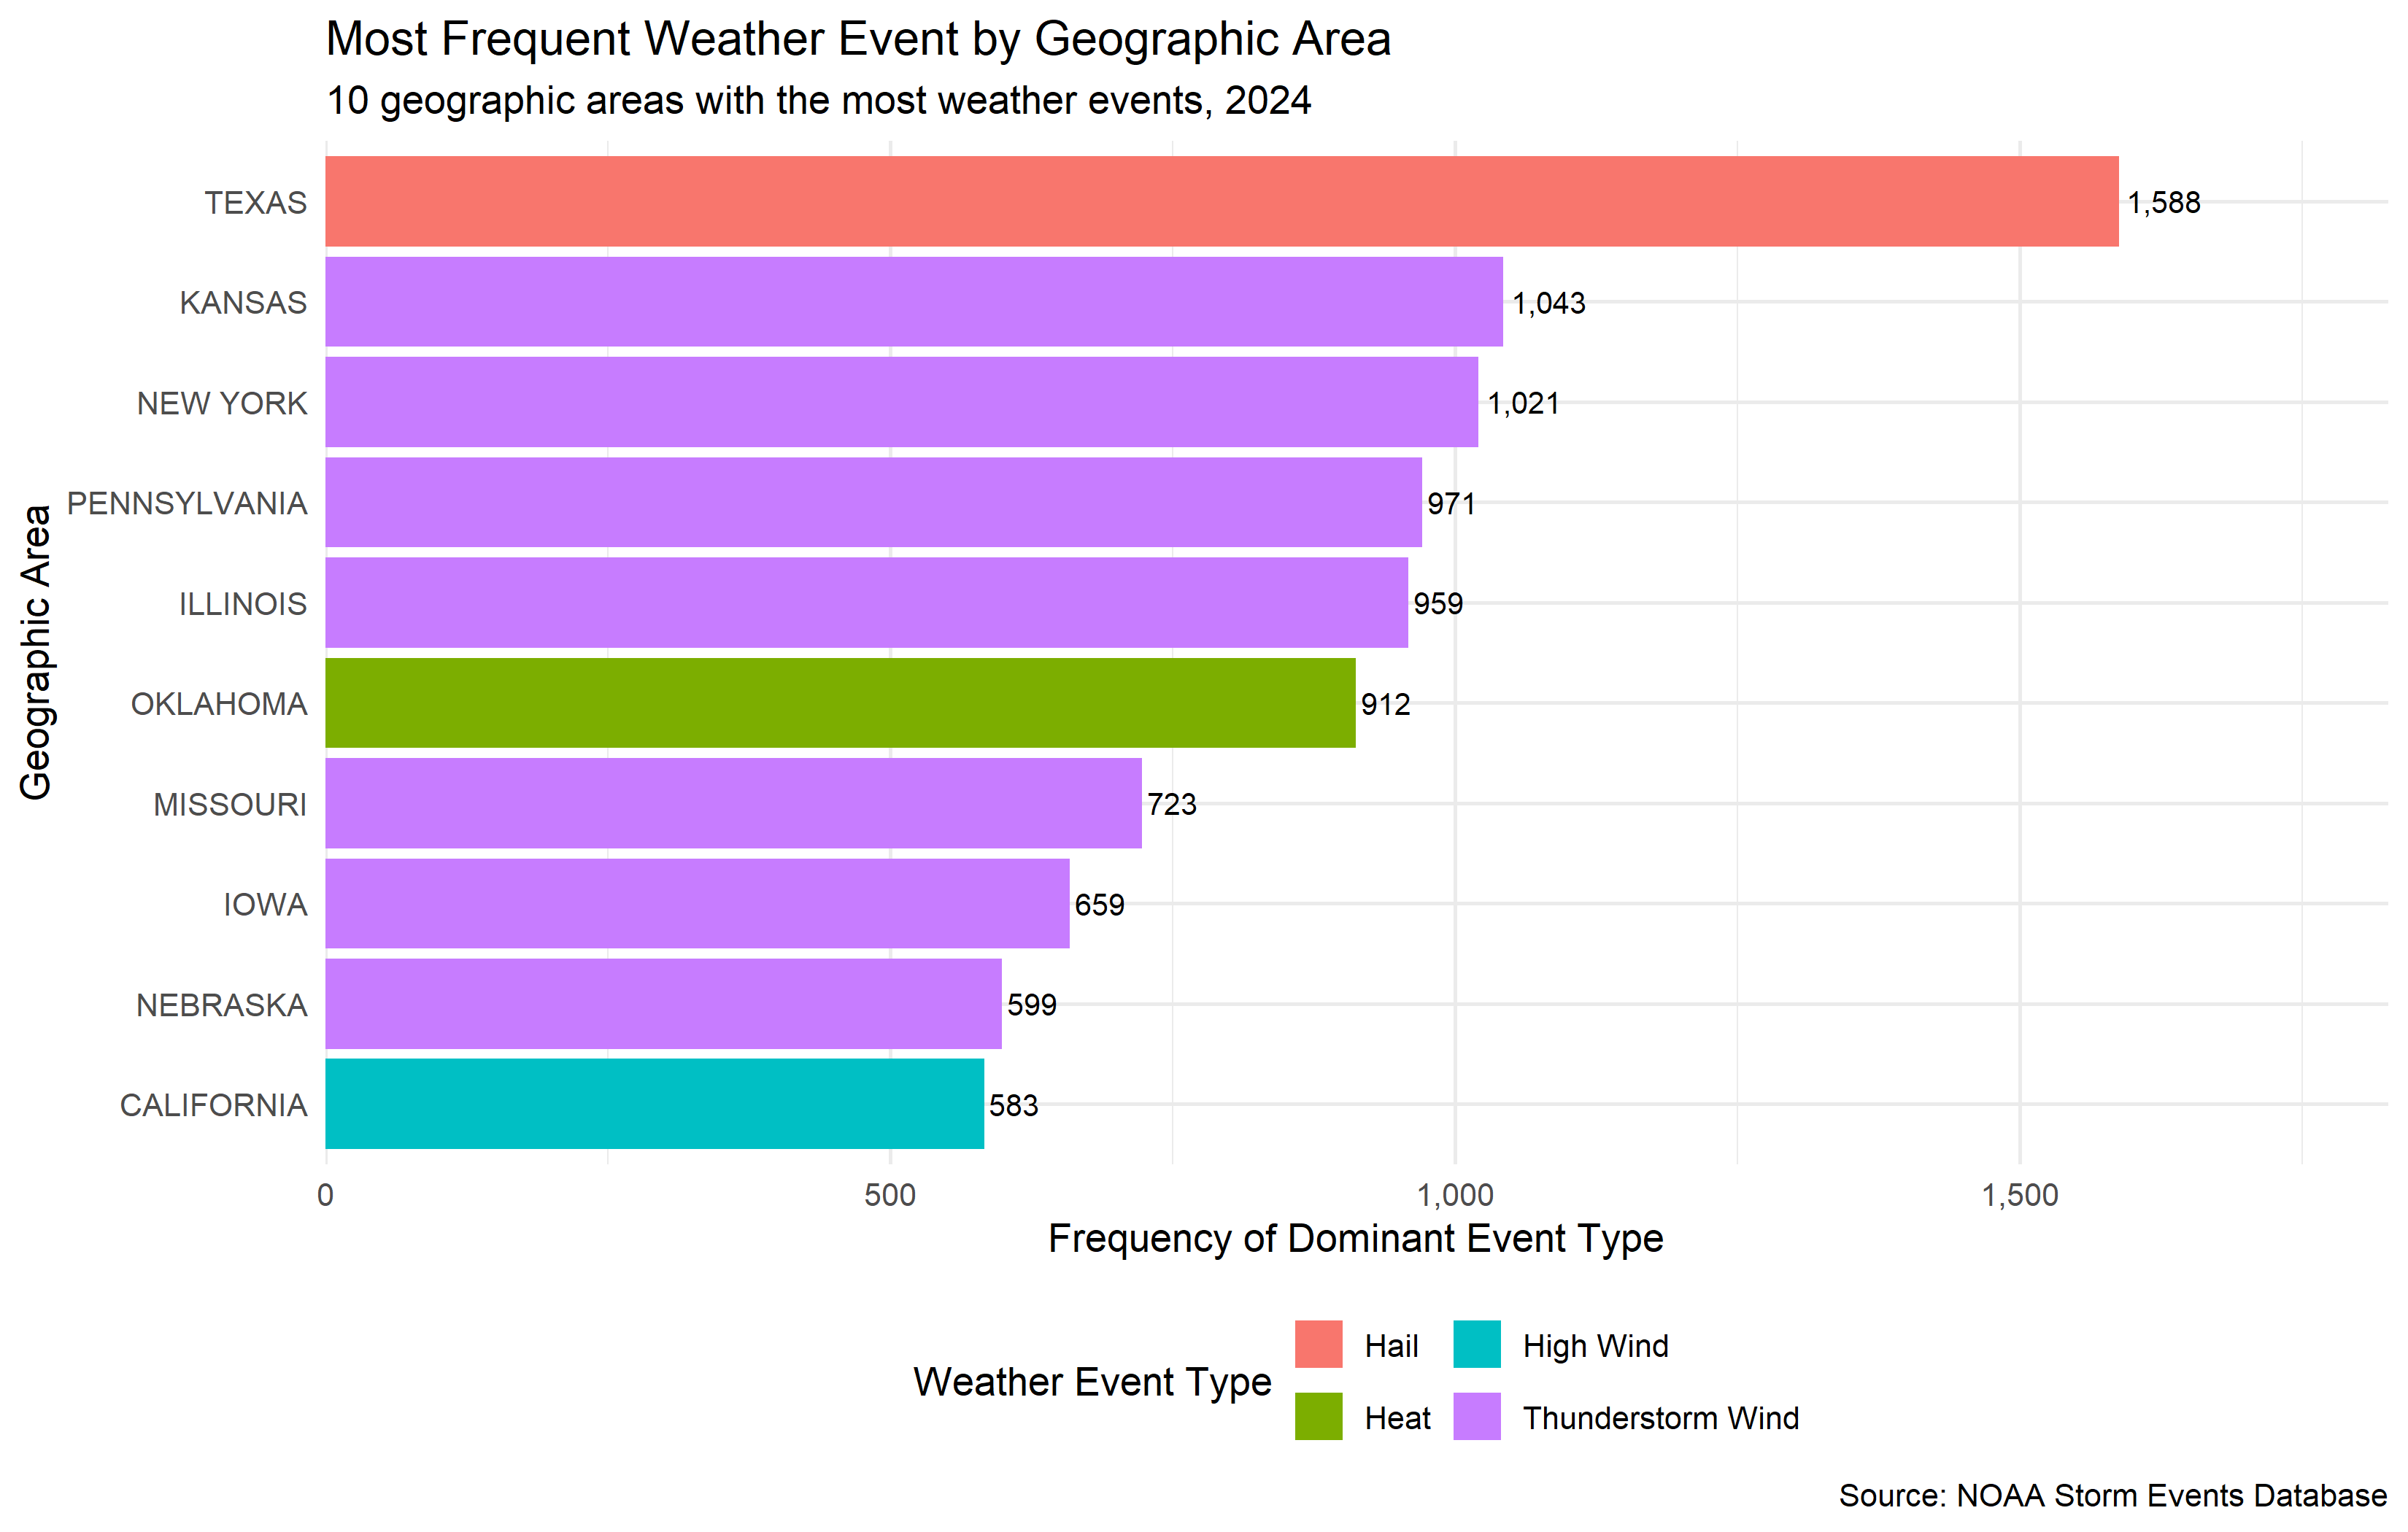 Most Frequent Weather Event by Geographic Area
10 geographic areas with the most weather events, 2024
Geographic Area
TEXAS 1,588
KANSAS 1,043
NEW YORK 1,021
PENNSYLVANIA 971
ILLINOIS 959
OKLAHOMA 912
MISSOURI 723
IOWA 659
NEBRASKA 599
CALIFORNIA 583
0 500 1,000 1,500
Frequency of Dominant Event Type
Weather Event Type
Hail High Wind
Heat Thunderstorm Wind
Source: NOAA Storm Events Database